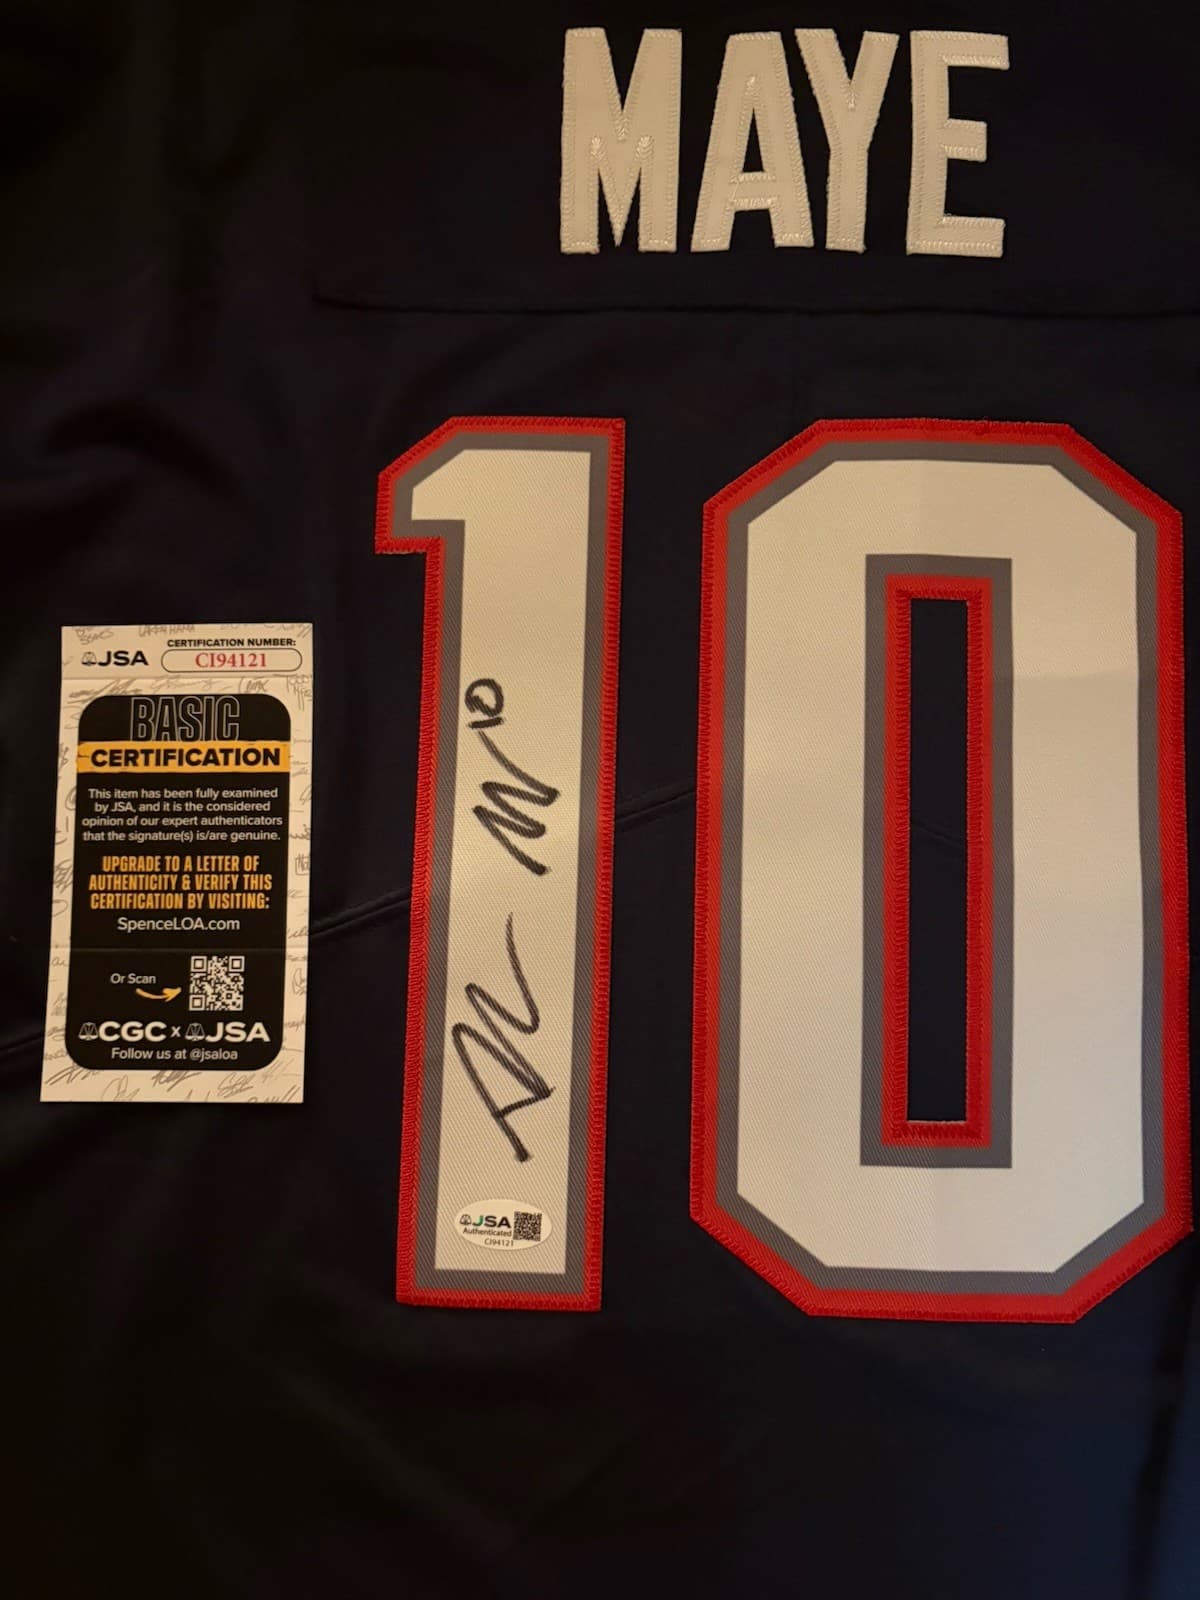 MAYE
10
JSA
CERTIFICATION NUMBER:
CI94121
BASIC
CERTIFICATION
This item has been fully examined
by JSA, and it is the considered
opinion of our expert authenticators
that the signature(s) is/are genuine.
UPGRADE TO A LETTER OF
AUTHENTICITY & VERIFY THIS
CERTIFICATION BY VISITING:
SpenceLOA.com
Or Scan
CGC x JSA
Follow us at @jsaloa
10
JSA
Authenticated
CI94121